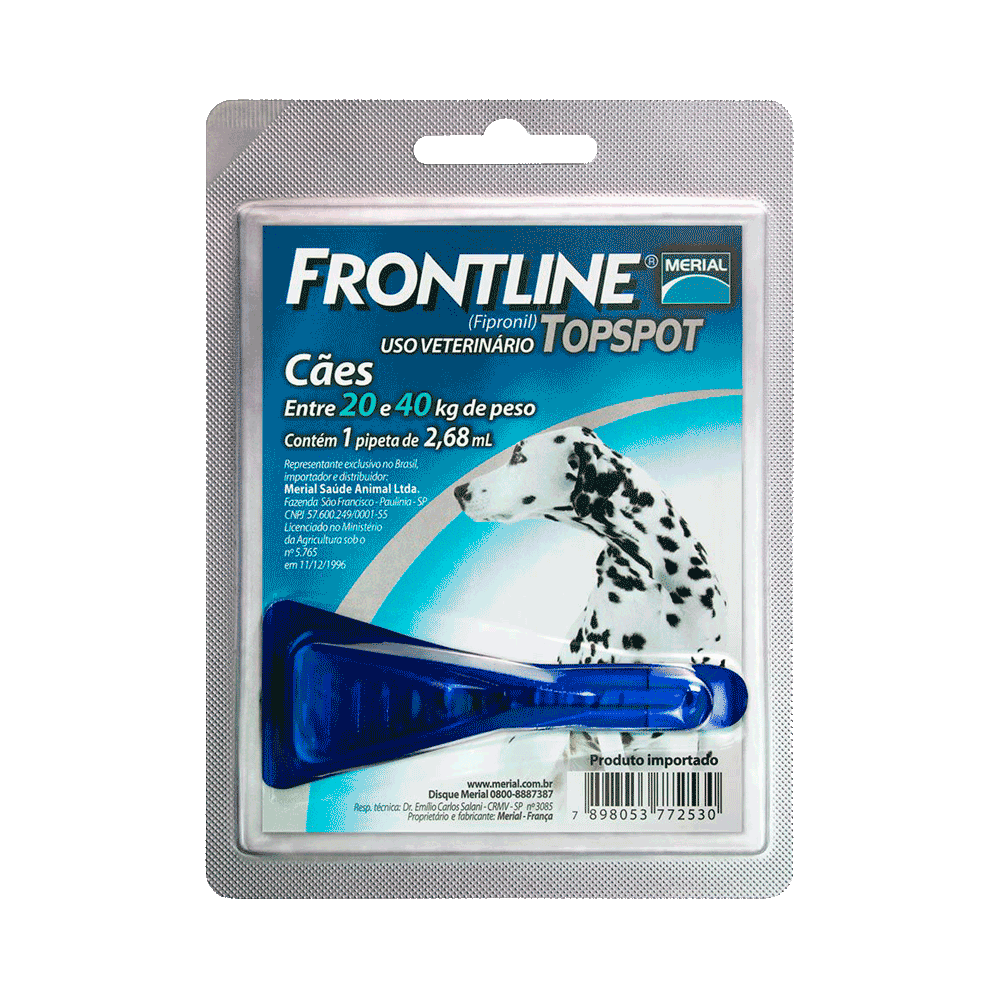 FRONTLINE®
MERIAL
(Fipronil) TOPSPOT
USO VETERINÁRIO
Cães
Entre 20 e 40 kg de peso
Contém 1 pipeta de 2,68 mL
Representante exclusivo no Brasil,
importador e distribuidor:
Merial Saúde Animal Ltda.
Fazenda São Francisco - Paulínia - SP
CNPJ 57.600.249/0001-55
Licenciado no Ministério
da Agricultura sob o
nº 5.765
em 11/12/1996
Produto importado
www.merial.com.br
Disque Merial 0800-8887387
Resp. técnica: Dr. Emílio Carlos Salani - CRMV - SP nº 3085
Proprietário e fabricante: Merial - França
7 898053 772530